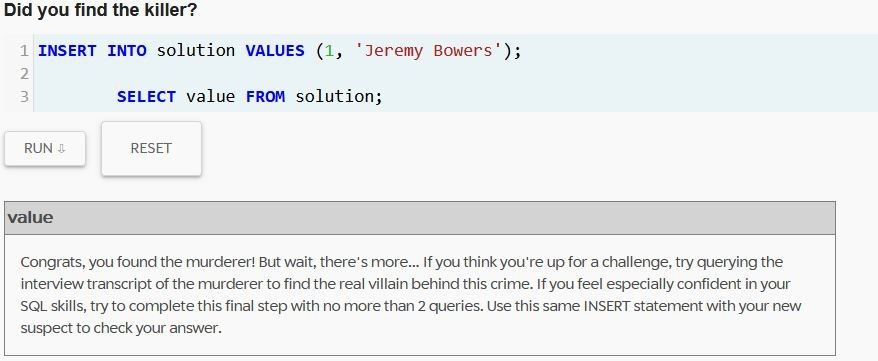 Did you find the killer?
1 INSERT INTO solution VALUES (1, 'Jeremy Bowers');
2
3 SELECT value FROM solution;
RUN ⇩ RESET
value
Congrats, you found the murderer! But wait, there's more... If you think you're up for a challenge, try querying the
interview transcript of the murderer to find the real villain behind this crime. If you feel especially confident in your
SQL skills, try to complete this final step with no more than 2 queries. Use this same INSERT statement with your new
suspect to check your answer.